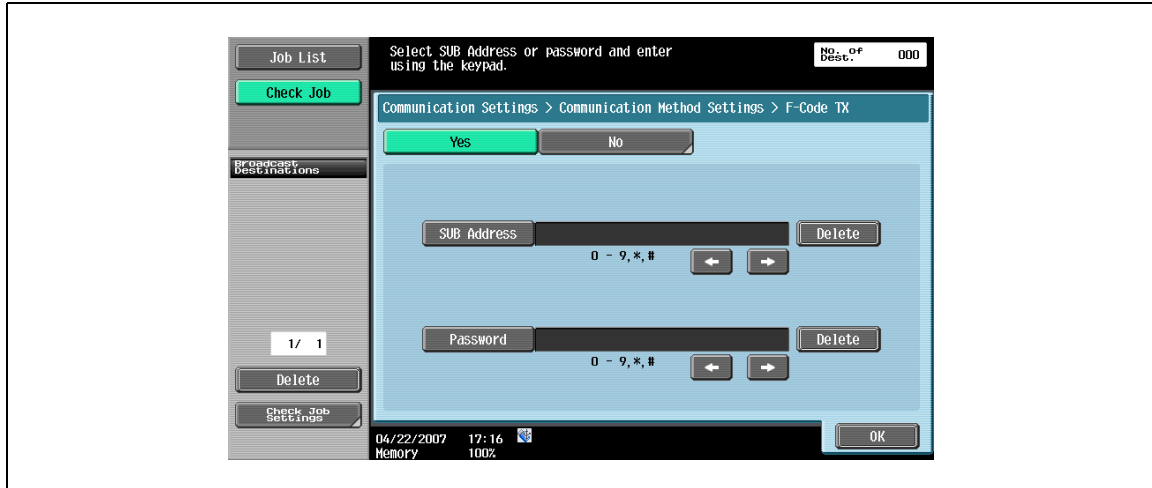 Job List
Check Job
Broadcast
Destinations
1/ 1
Delete
Check Job
Settings
Select SUB Address or password and enter
using the keypad.
No. of
Dest. 000
Communication Settings > Communication Method Settings > F-Code TX
Yes No
SUB Address Delete
0 - 9,*,#
Password Delete
0 - 9,*,#
04/22/2007 17:16
Memory 100%
OK